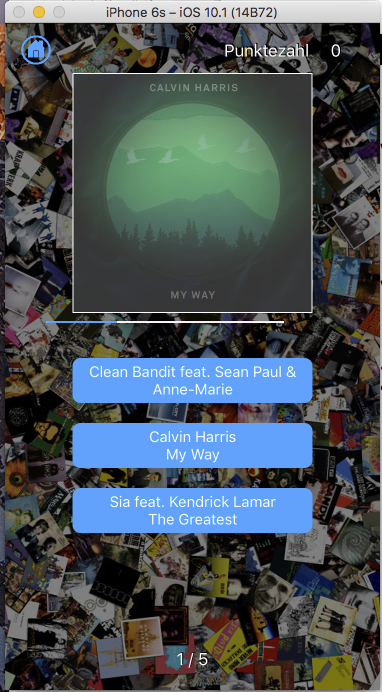 iPhone 6s – iOS 10.1 (14B72)
Punktezahl 0
CALVIN HARRIS
MY WAY
Clean Bandit feat. Sean Paul &
Anne-Marie
Calvin Harris
My Way
Sia feat. Kendrick Lamar
The Greatest
1 / 5